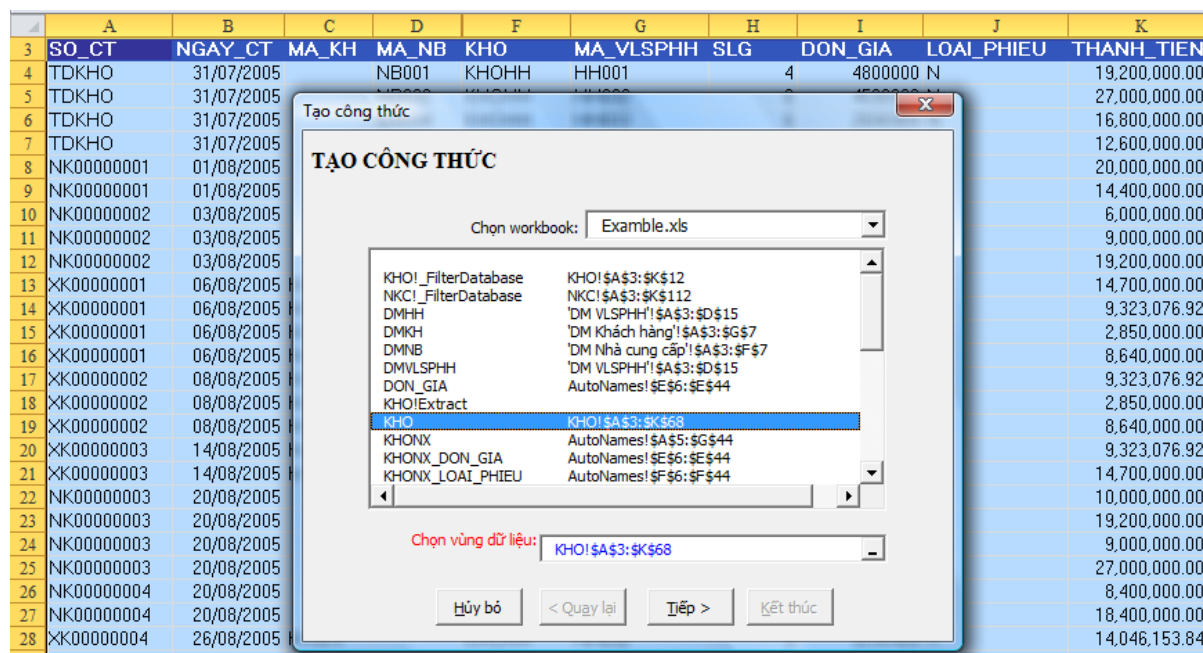 A B C D F G H I J K
3 SO_CT NGAY_CT MA_KH MA_NB KHO MA_VLSPHH SLG DON_GIA LOAI_PHIEU THANH_TIEN
4 TDKHO 31/07/2005 NB001 KHOHH HH001 4 4800000 N 19,200,000.00
5 TDKHO 31/07/2005 27,000,000.00
6 TDKHO 31/07/2005 16,800,000.00
7 TDKHO 31/07/2005 12,600,000.00
8 NK00000001 01/08/2005 20,000,000.00
9 NK00000001 01/08/2005 14,400,000.00
10 NK00000002 03/08/2005 6,000,000.00
11 NK00000002 03/08/2005 9,000,000.00
12 NK00000002 03/08/2005 19,200,000.00
13 XK00000001 06/08/2005 14,700,000.00
14 XK00000001 06/08/2005 9,323,076.92
15 XK00000001 06/08/2005 2,850,000.00
16 XK00000001 06/08/2005 8,640,000.00
17 XK00000002 08/08/2005 9,323,076.92
18 XK00000002 08/08/2005 2,850,000.00
19 XK00000002 08/08/2005 8,640,000.00
20 XK00000003 14/08/2005 9,323,076.92
21 XK00000003 14/08/2005 14,700,000.00
22 NK00000003 20/08/2005 10,000,000.00
23 NK00000003 20/08/2005 19,200,000.00
24 NK00000003 20/08/2005 9,000,000.00
25 NK00000003 20/08/2005 27,000,000.00
26 NK00000004 20/08/2005 8,400,000.00
27 NK00000004 20/08/2005 18,400,000.00
28 XK00000004 26/08/2005 14,046,153.84
Tạo công thức
TẠO CÔNG THỨC
Chọn workbook: Examble.xls
KHO!_FilterDatabase KHO!$A$3:$K$12
NKC!_FilterDatabase NKC!$A$3:$K$112
DMHH 'DM VLSPHH'!$A$3:$D$15
DMKH 'DM Khách hàng'!$A$3:$G$7
DMNB 'DM Nhà cung cấp'!$A$3:$F$7
DMVLSPHH 'DM VLSPHH'!$A$3:$D$15
DON_GIA AutoNames!$E$6:$E$44
KHO!Extract
KHO KHO!$A$3:$K$68
KHONX AutoNames!$A$5:$G$44
KHONX_DON_GIA AutoNames!$E$6:$E$44
KHONX_LOAI_PHIEU AutoNames!$F$6:$F$44
Chọn vùng dữ liệu: KHO!$A$3:$K$68
Hủy bỏ < Quay lại Tiếp > Kết thúc